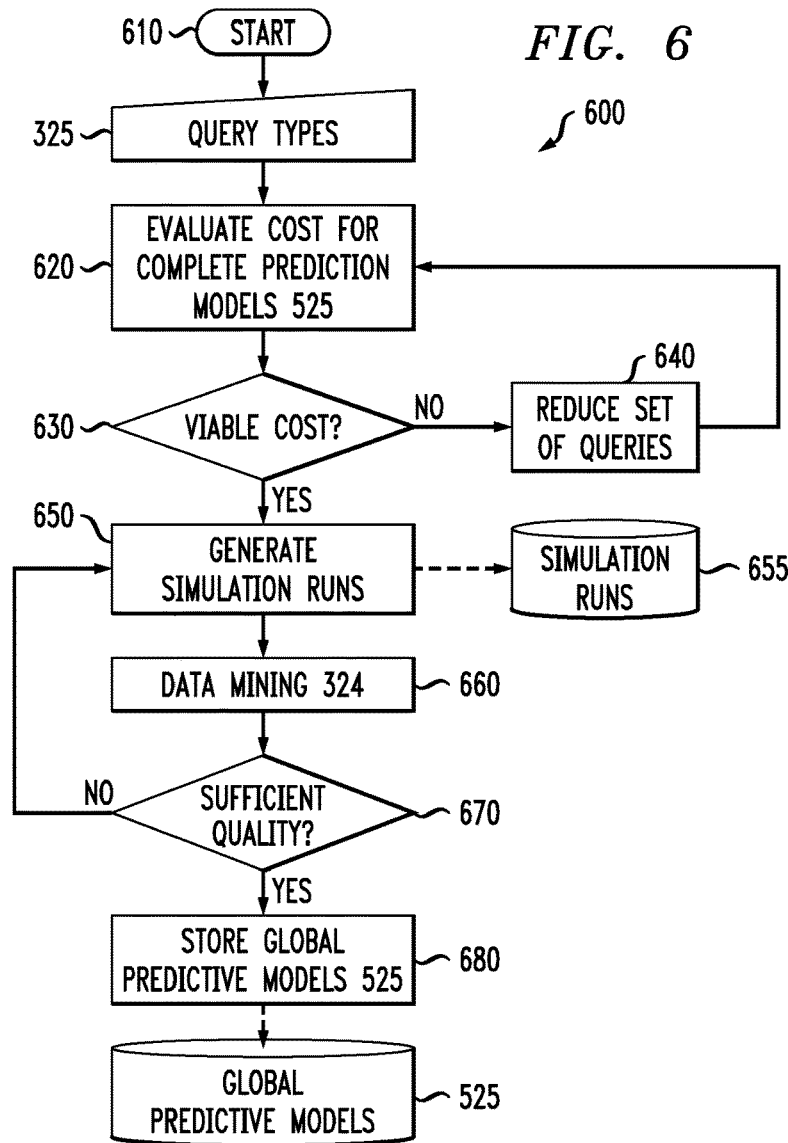 FIG. 6
610
START
600
325
QUERY TYPES
620
EVALUATE COST FOR
COMPLETE PREDICTION
MODELS 525
630
VIABLE COST?
NO
640
REDUCE SET
OF QUERIES
YES
650
GENERATE
SIMULATION RUNS
SIMULATION
RUNS
655
DATA MINING 324
660
NO
SUFFICIENT
QUALITY?
670
YES
STORE GLOBAL
PREDICTIVE MODELS 525
680
GLOBAL
PREDICTIVE MODELS
525